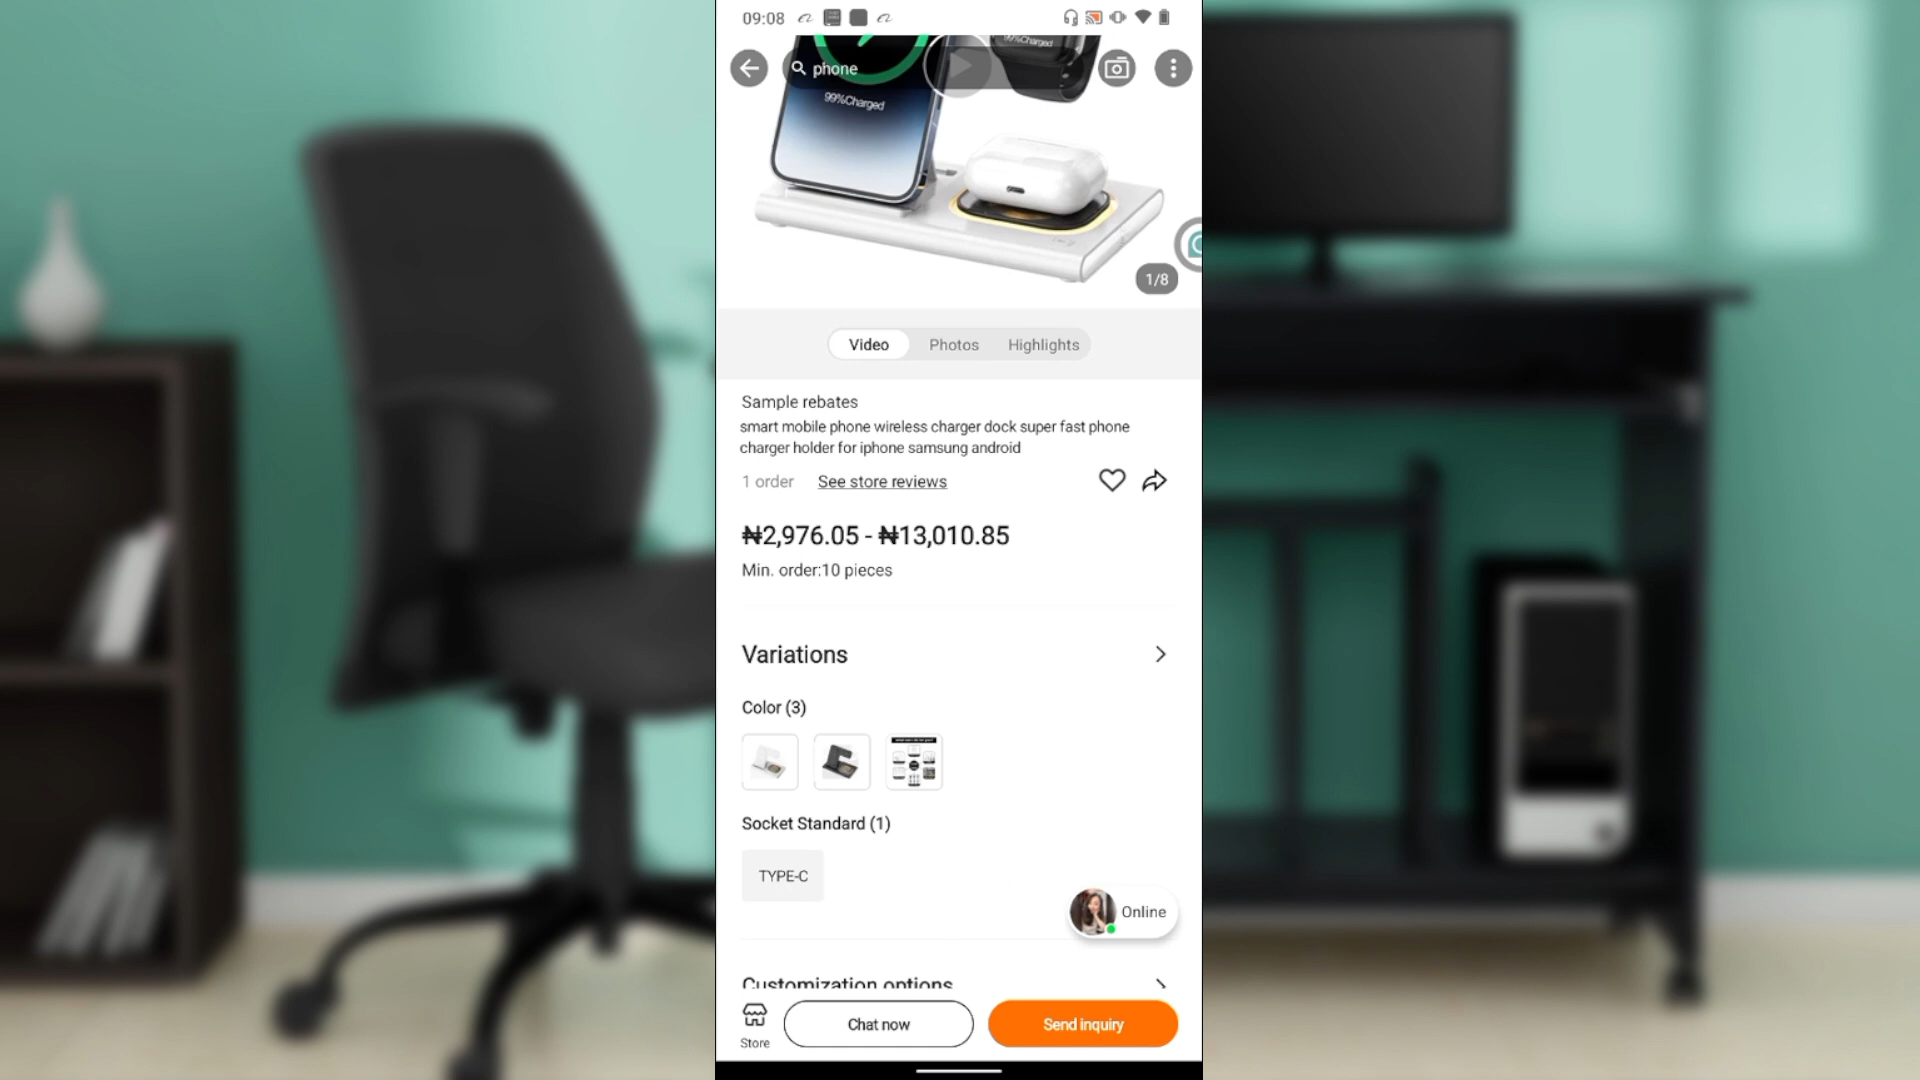 09:08
99%Charged
phone
99%Charged
1/8
Video Photos Highlights
Sample rebates
smart mobile phone wireless charger dock super fast phone
charger holder for iphone samsung android
1 order See store reviews
₦2,976.05 - ₦13,010.85
Min. order:10 pieces
Variations
Color (3)
Socket Standard (1)
TYPE-C
Online
Customization options
Store
Chat now
Send inquiry